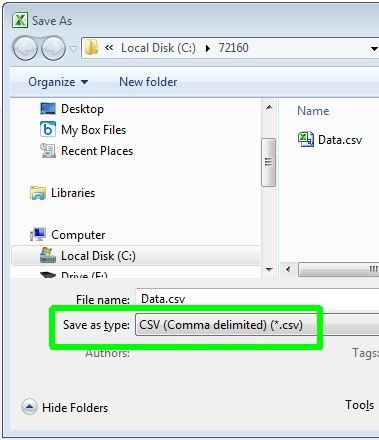 Save As
« Local Disk (C:) ▸ 72160
Organize ▾ New folder
Desktop
My Box Files
Recent Places
Libraries
Computer
Local Disk (C:)
Drive (F:)
Name
Data.csv
File name: Data.csv
Save as type: CSV (Comma delimited) (*.csv)
Authors: Tags:
Hide Folders Tools